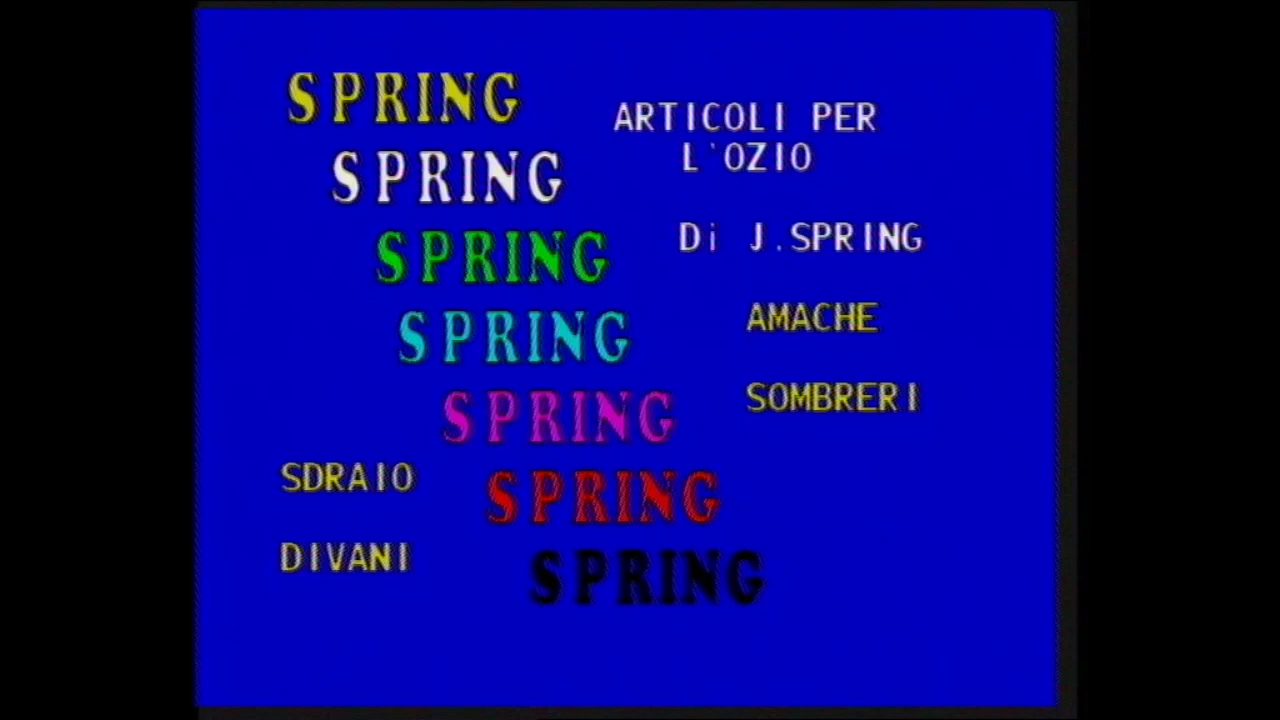 SPRING
ARTICOLI PER
SPRING
L'OZIO
SPRING
Di J.SPRING
SPRING
AMACHE
SPRING
SOMBRERI
SDRAIO
SPRING
DIVANI
SPRING